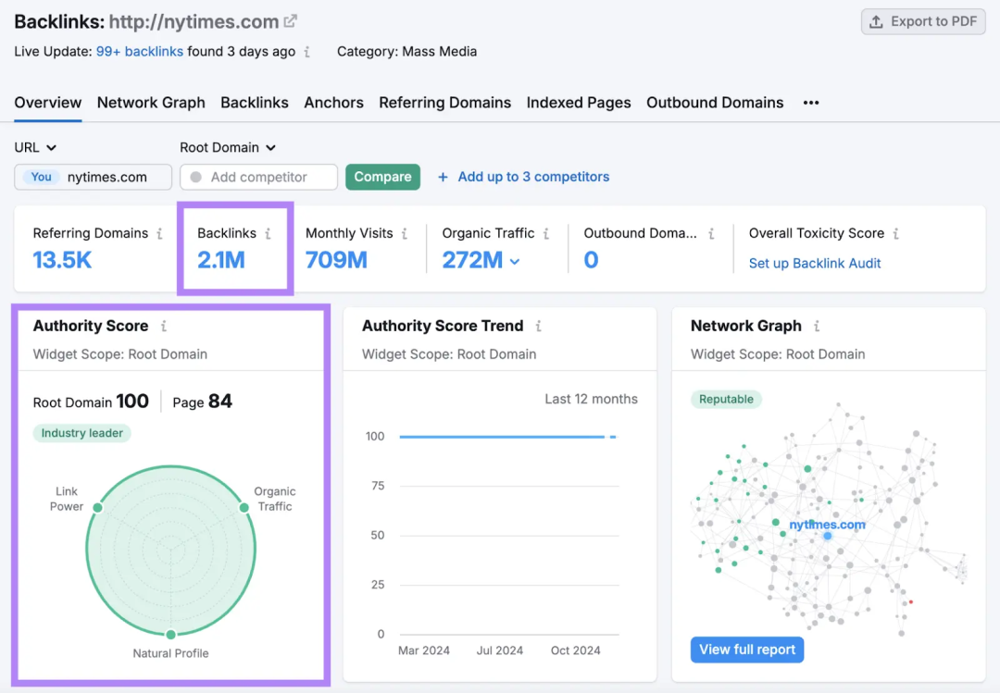 Backlinks: http://nytimes.com
Export to PDF
Live Update: 99+ backlinks found 3 days ago i Category: Mass Media
Overview Network Graph Backlinks Anchors Referring Domains Indexed Pages Outbound Domains •••
URL Root Domain
You nytimes.com Add competitor Compare + Add up to 3 competitors
Referring Domains i Backlinks i Monthly Visits i Organic Traffic i Outbound Doma... i Overall Toxicity Score i
13.5K 2.1M 709M 272M 0 Set up Backlink Audit
Authority Score i
Widget Scope: Root Domain
Root Domain 100 Page 84
Industry leader
Link
Power
Organic
Traffic
Natural Profile
Authority Score Trend i
Widget Scope: Root Domain
Last 12 months
100
75
50
25
0
Mar 2024 Jul 2024 Oct 2024
Network Graph i
Widget Scope: Root Domain
Reputable
nytimes.com
View full report